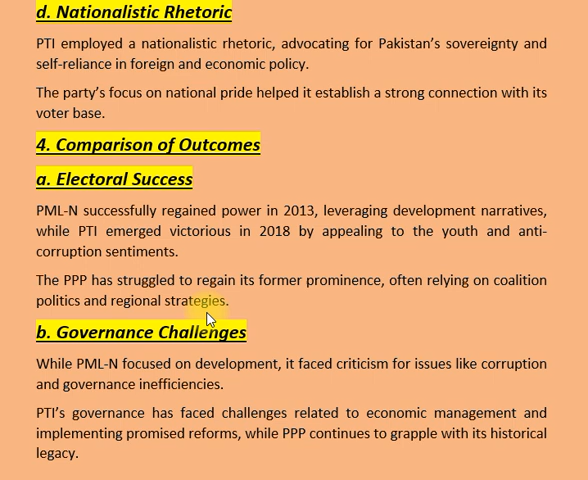 d. Nationalistic Rhetoric
PTI employed a nationalistic rhetoric, advocating for Pakistan's sovereignty and
self-reliance in foreign and economic policy.
The party's focus on national pride helped it establish a strong connection with its
voter base.
4. Comparison of Outcomes
a. Electoral Success
PML-N successfully regained power in 2013, leveraging development narratives,
while PTI emerged victorious in 2018 by appealing to the youth and anti-
corruption sentiments.
The PPP has struggled to regain its former prominence, often relying on coalition
politics and regional strategies.
b. Governance Challenges
While PML-N focused on development, it faced criticism for issues like corruption
and governance inefficiencies.
PTI's governance has faced challenges related to economic management and
implementing promised reforms, while PPP continues to grapple with its historical
legacy.